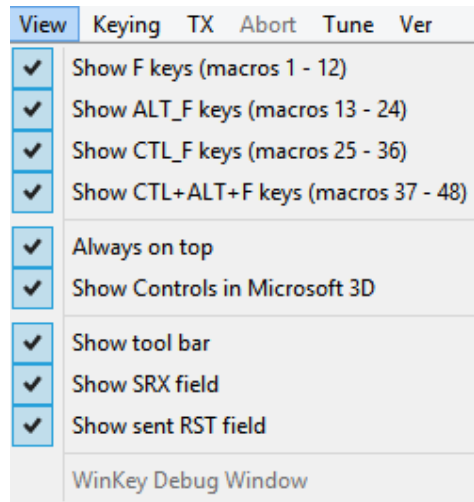 View Keying TX Abort Tune Ver
Show F keys (macros 1 - 12)
Show ALT_F keys (macros 13 - 24)
Show CTL_F keys (macros 25 - 36)
Show CTL+ALT+F keys (macros 37 - 48)
Always on top
Show Controls in Microsoft 3D
Show tool bar
Show SRX field
Show sent RST field
WinKey Debug Window